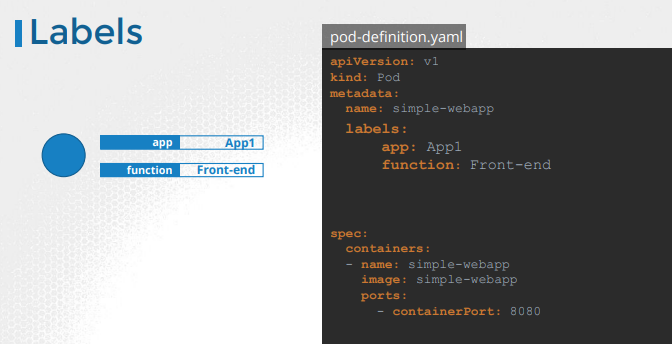 Labels
app App1
function Front-end
pod-definition.yaml
apiVersion: v1
kind: Pod
metadata:
  name: simple-webapp
  labels:
    app: App1
    function: Front-end
spec:
  containers:
  - name: simple-webapp
    image: simple-webapp
    ports:
      - containerPort: 8080